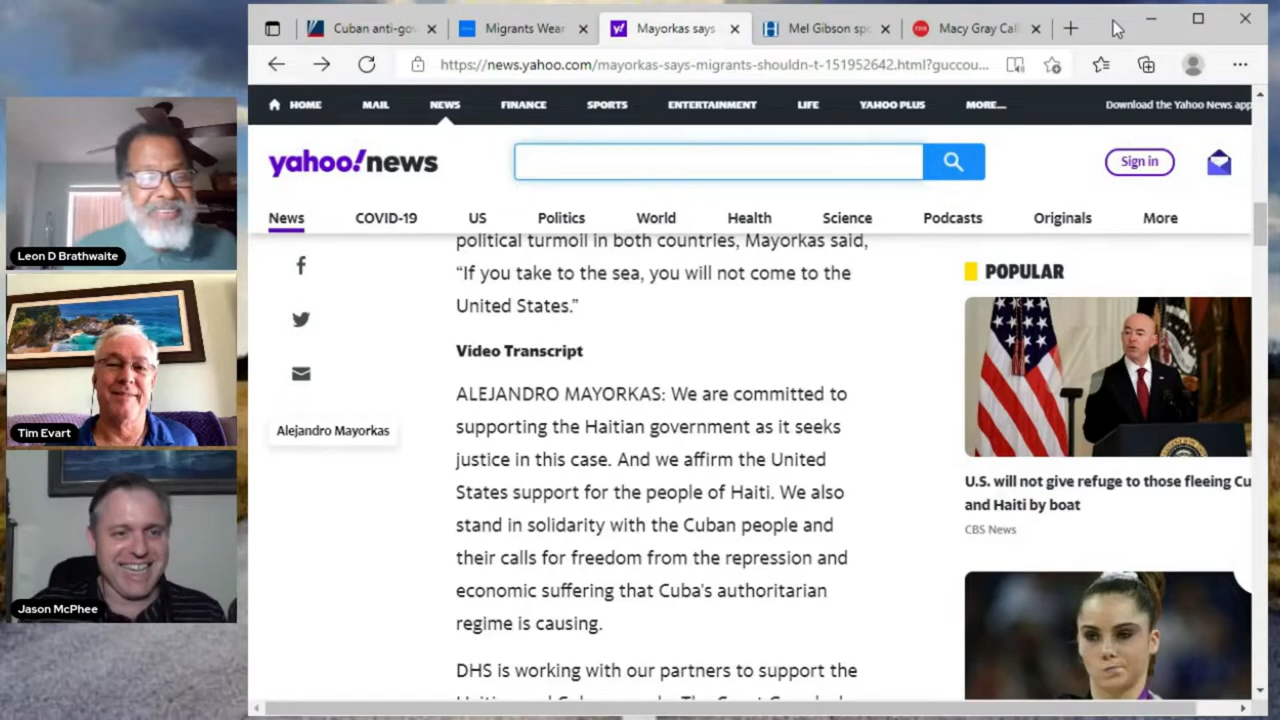 Cuban anti-gov
Migrants Wear
Mayorkas says
Mel Gibson spo
Macy Gray Call
https://news.yahoo.com/mayorkas-says-migrants-shouldn-t-151952642.html?guccou...
HOME MAIL NEWS FINANCE SPORTS ENTERTAINMENT LIFE YAHOO PLUS MORE... Download the Yahoo News app
yahoo!news
Sign in
News COVID-19 US Politics World Health Science Podcasts Originals More
Leon D Brathwaite
Tim Evart
Jason McPhee
Alejandro Mayorkas
political turmoil in both countries, Mayorkas said,
“If you take to the sea, you will not come to the
United States.”
Video Transcript
ALEJANDRO MAYORKAS: We are committed to
supporting the Haitian government as it seeks
justice in this case. And we affirm the United
States support for the people of Haiti. We also
stand in solidarity with the Cuban people and
their calls for freedom from the repression and
economic suffering that Cuba's authoritarian
regime is causing.
DHS is working with our partners to support the
POPULAR
U.S. will not give refuge to those fleeing Cu
and Haiti by boat
CBS News